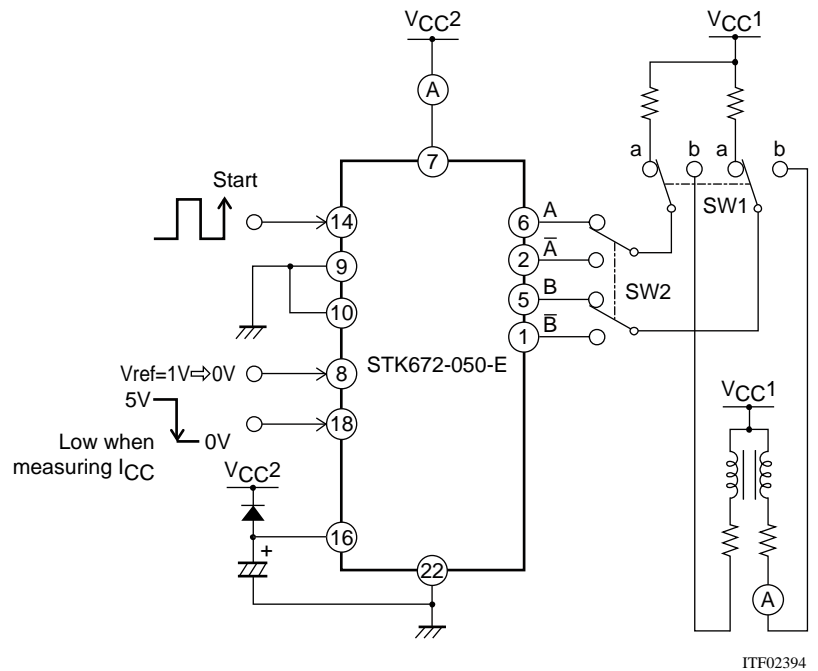 VCC2
VCC1
A
7
a
b
a
b
SW1
Start
14
6
A
9
2
A̅
SW2
10
5
B
1
B̅
STK672-050-E
Vref=1V⇨0V
8
5V
18
0V
Low when
measuring ICC
VCC2
16
+
22
VCC1
A
ITF02394